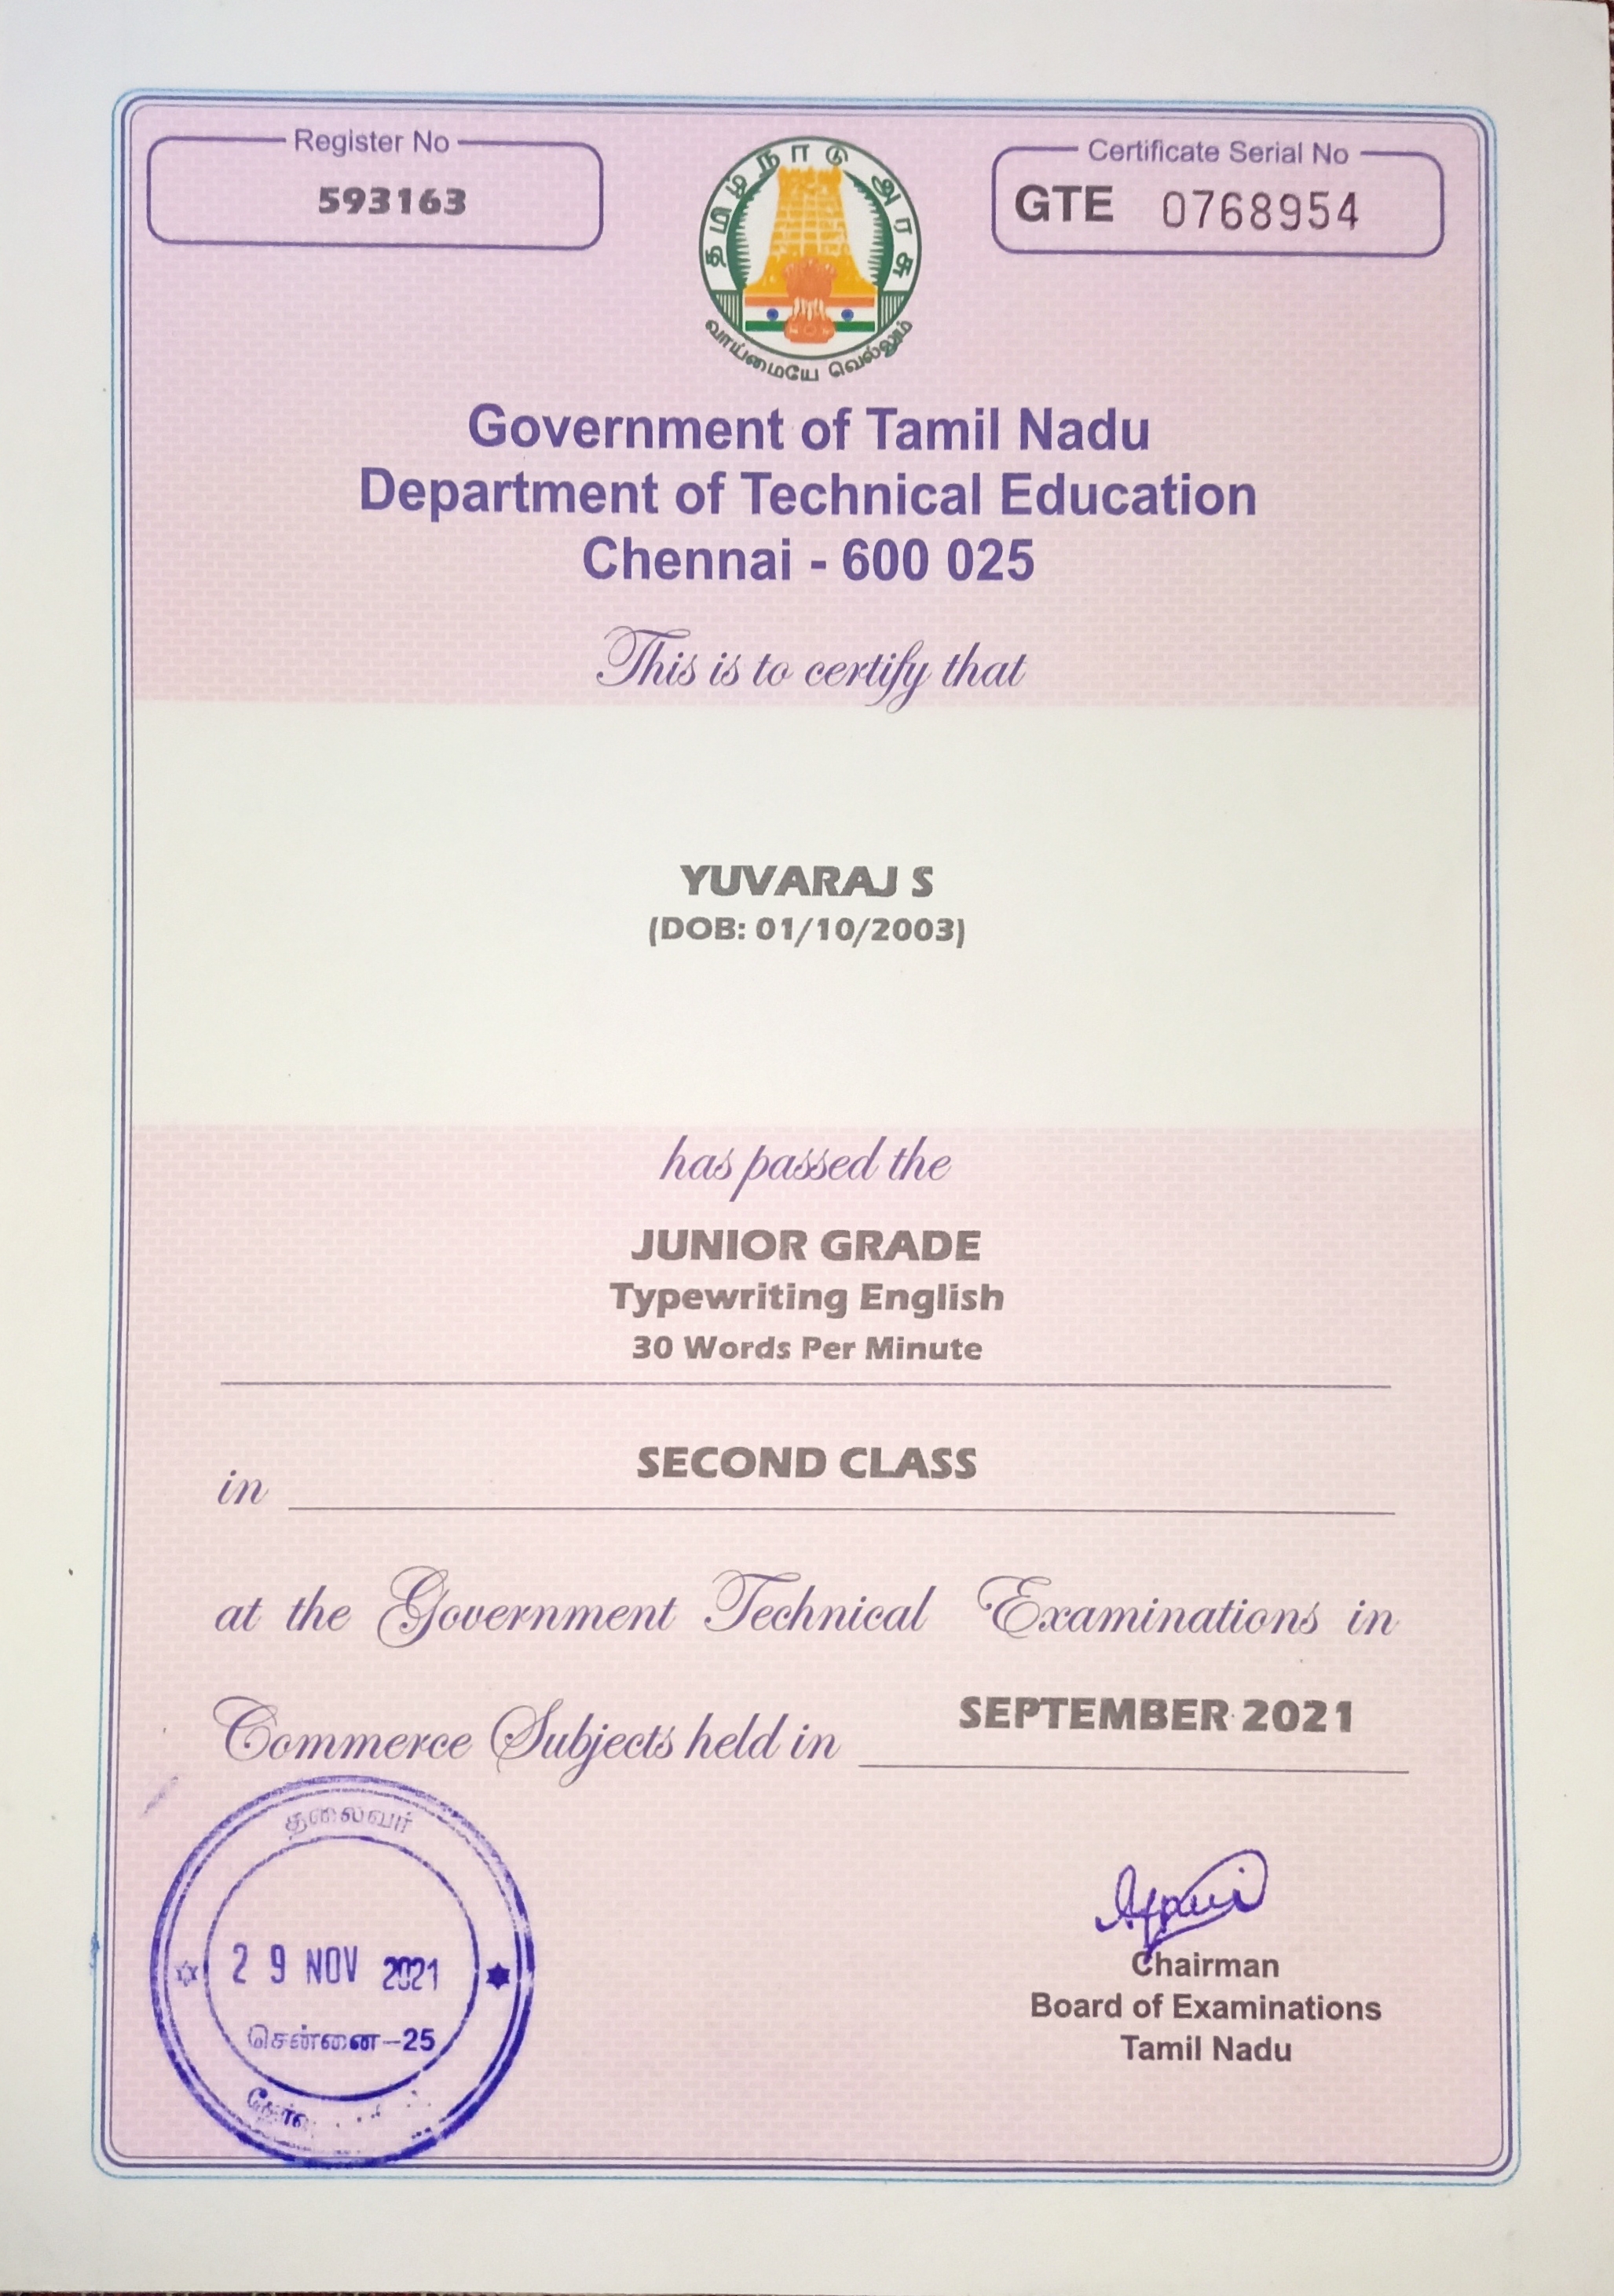 Register No
593163
Certificate Serial No
GTE 0768954
தமிழ்நாடு அரசு
வாய்மையே வெல்லும்
Government of Tamil Nadu
Department of Technical Education
Chennai - 600 025
This is to certify that
YUVARAJ S
(DOB: 01/10/2003)
has passed the
JUNIOR GRADE
Typewriting English
30 Words Per Minute
in SECOND CLASS
at the Government Technical Examinations in
Commerce Subjects held in SEPTEMBER 2021
தலைவர்
29 NOV 2021
சென்னை-25
Chairman
Board of Examinations
Tamil Nadu